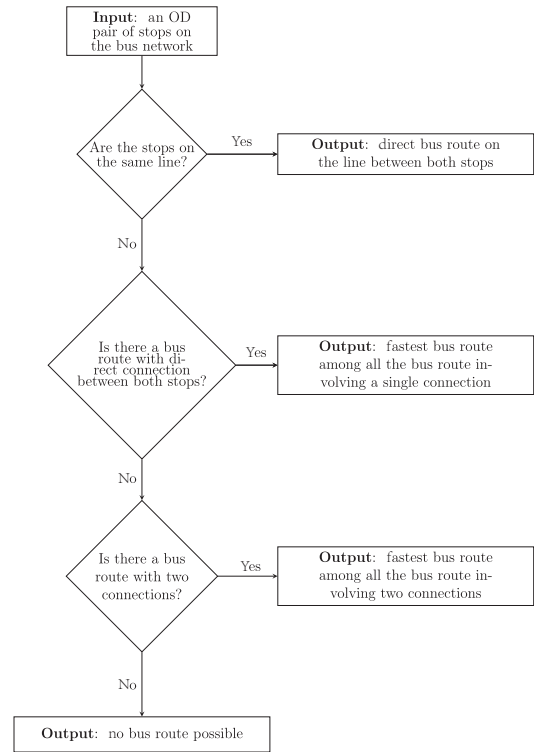 Input: an OD
pair of stops on
the bus network
Are the stops on
the same line?
Yes
Output: direct bus route on
the line between both stops
No
Is there a bus
route with di-
rect connection
between both stops?
Yes
Output: fastest bus route
among all the bus route in-
volving a single connection
No
Is there a bus
route with two
connections?
Yes
Output: fastest bus route
among all the bus route in-
volving two connections
No
Output: no bus route possible